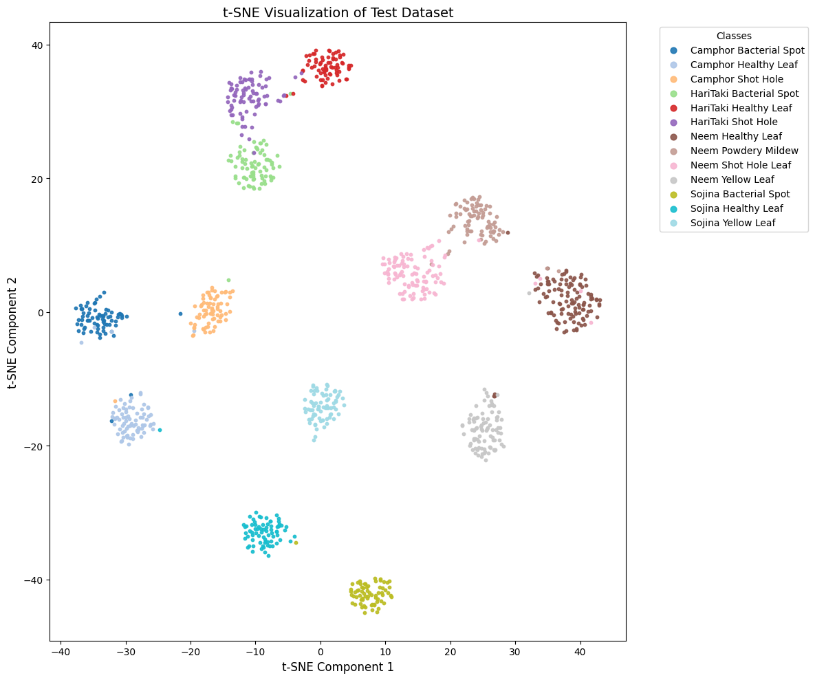 t-SNE Visualization of Test Dataset
Classes
Camphor Bacterial Spot
Camphor Healthy Leaf
Camphor Shot Hole
HariTaki Bacterial Spot
HariTaki Healthy Leaf
HariTaki Shot Hole
Neem Healthy Leaf
Neem Powdery Mildew
Neem Shot Hole Leaf
Neem Yellow Leaf
Sojina Bacterial Spot
Sojina Healthy Leaf
Sojina Yellow Leaf
t-SNE Component 2
40
20
0
−20
−40
−40 −30 −20 −10 0 10 20 30 40
t-SNE Component 1